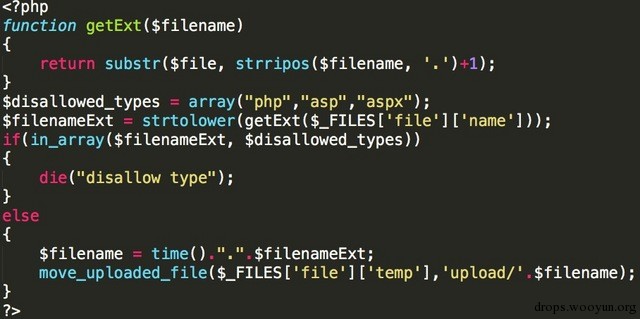 <?php
function getExt($filename)
{
    return substr($file, strripos($filename, '.')+1);
}
$disallowed_types = array("php","asp","aspx");
$filenameExt = strtolower(getExt($_FILES['file']['name']));
if(in_array($filenameExt, $disallowed_types))
{
    die("disallow type");
}
else
{
    $filename = time().".".$filenameExt;
    move_uploaded_file($_FILES['file']['temp'],'upload/'.$filename);
}
?>
drops.wooyun.org